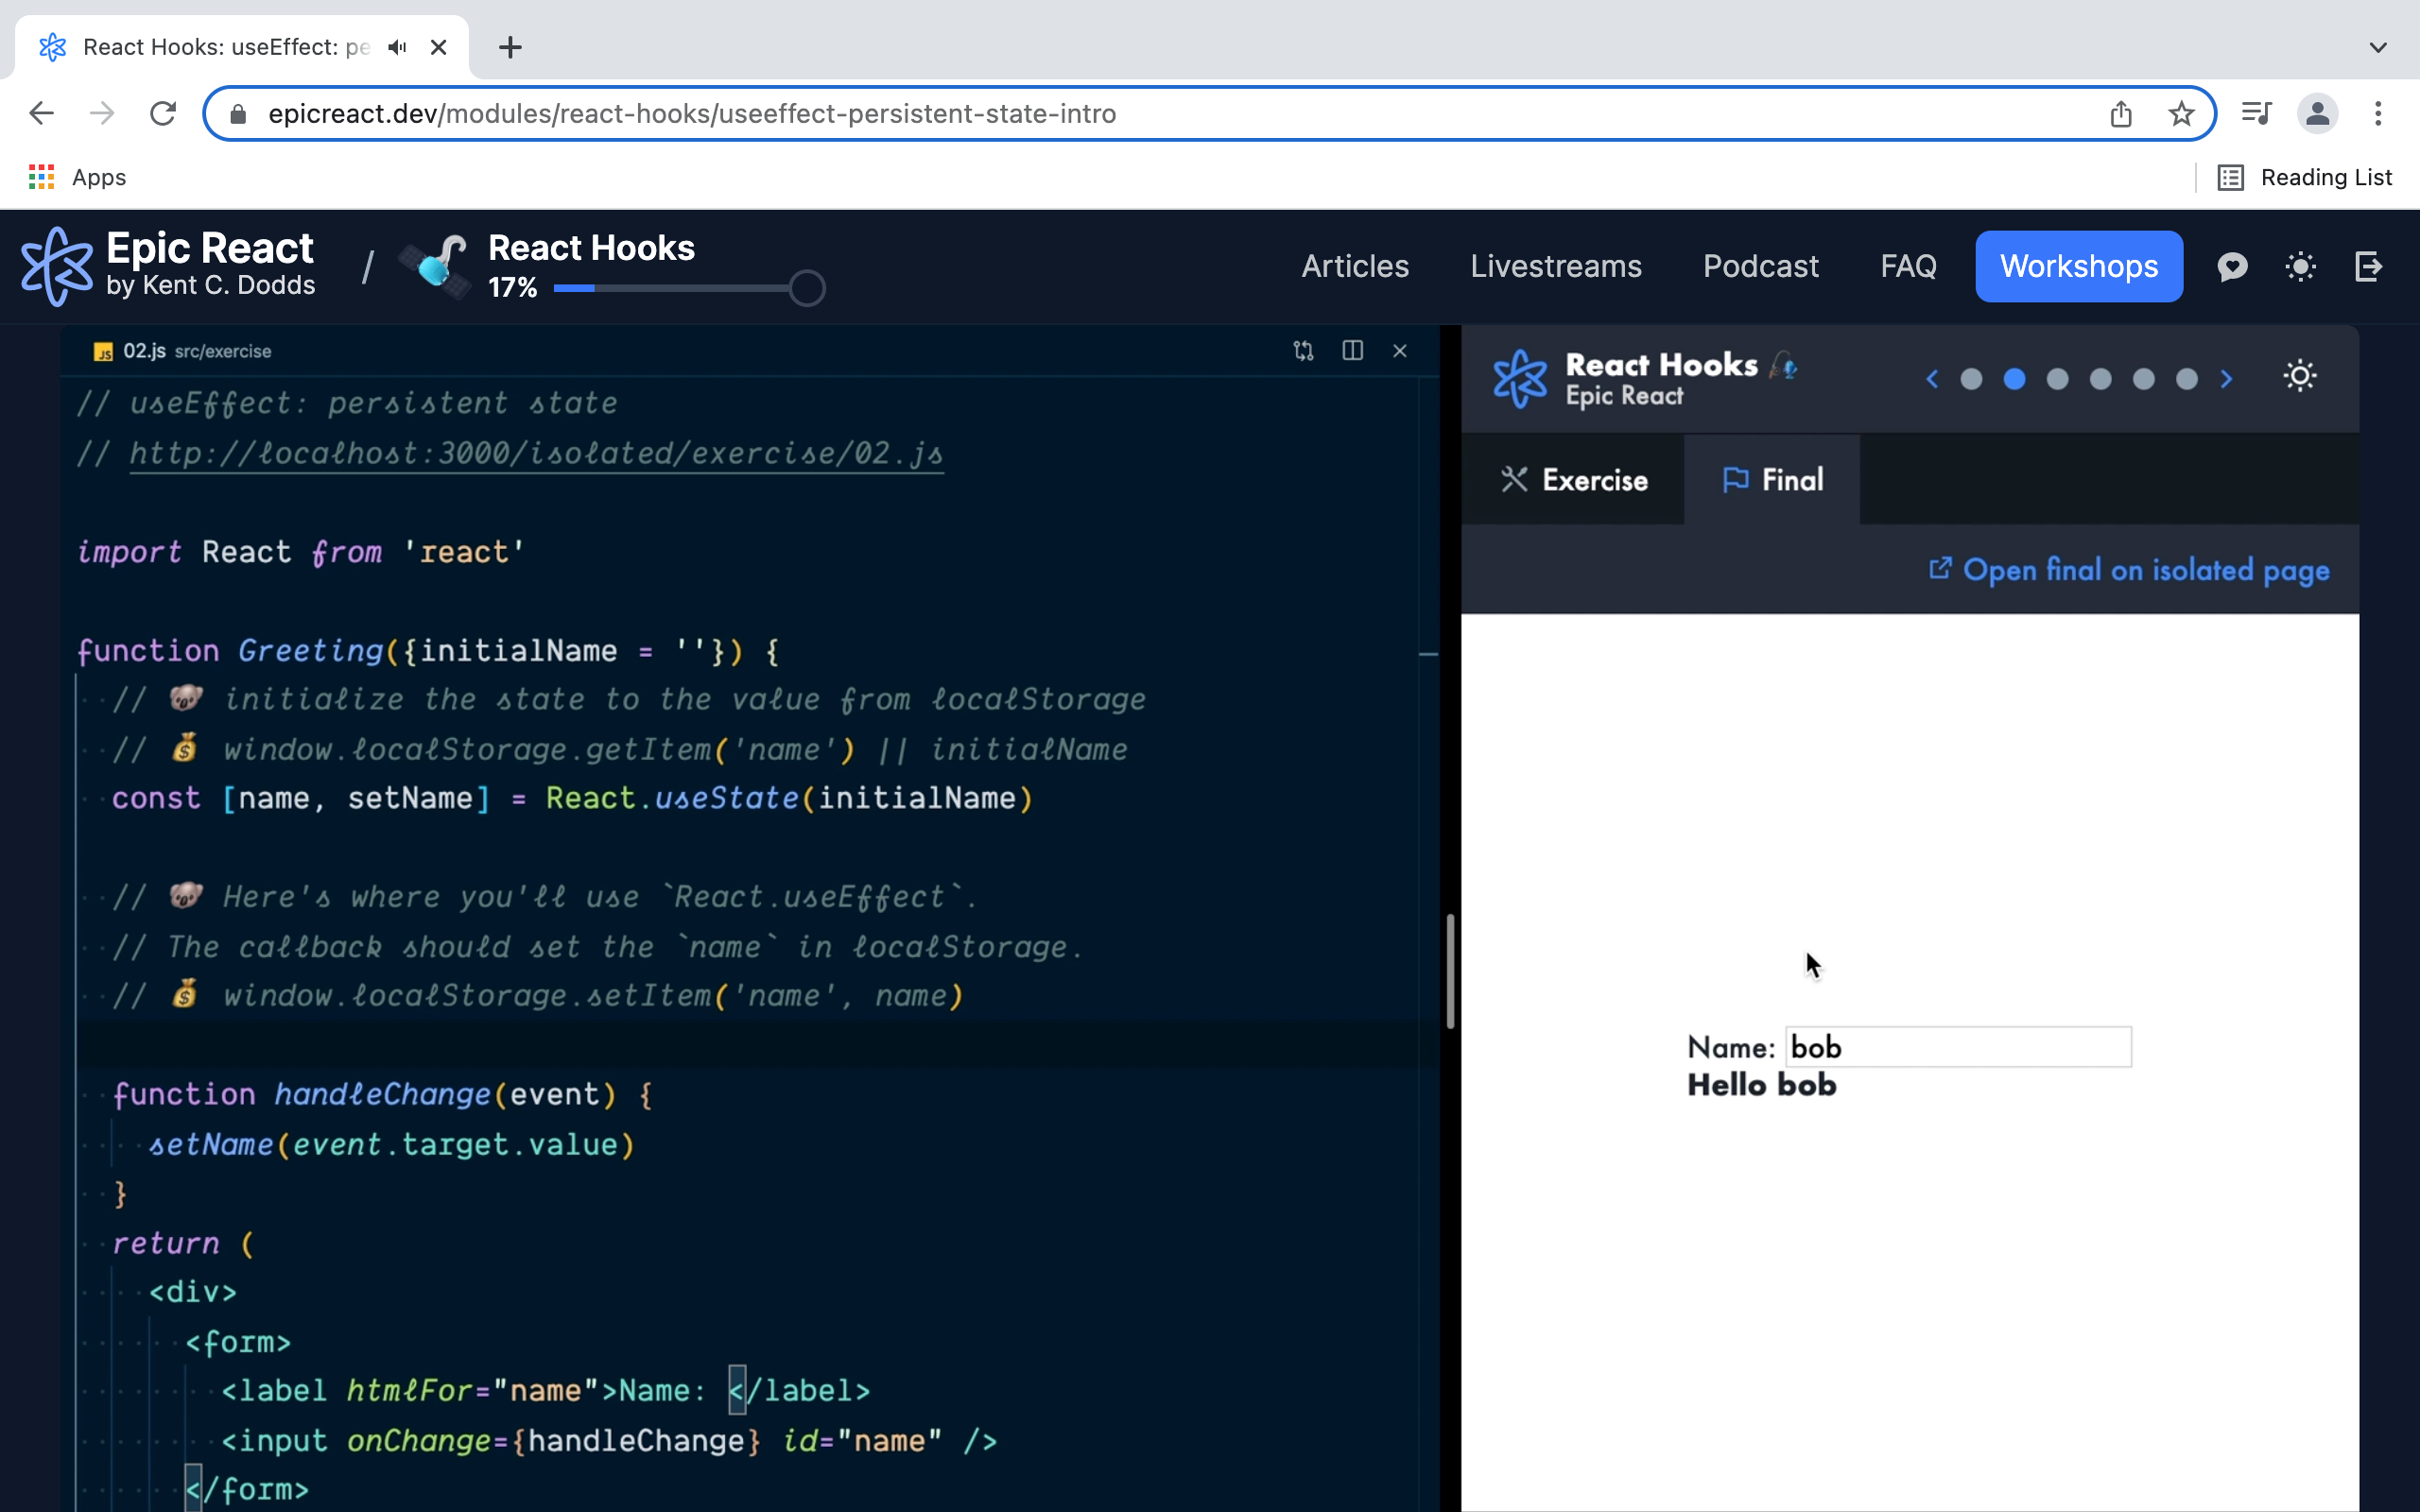 React Hooks: useEffect: pe
epicreact.dev/modules/react-hooks/useeffect-persistent-state-intro
Apps
Reading List
Epic React
by Kent C. Dodds
/
React Hooks
17%
Articles
Livestreams
Podcast
FAQ
Workshops
JS 02.js src/exercise
// useEffect: persistent state
// http://localhost:3000/isolated/exercise/02.js
import React from 'react'
function Greeting({initialName = ''}) {
// 🐨 initialize the state to the value from localStorage
// 💰 window.localStorage.getItem('name') || initialName
const [name, setName] = React.useState(initialName)
// 🐨 Here's where you'll use `React.useEffect`.
// The callback should set the `name` in localStorage.
// 💰 window.localStorage.setItem('name', name)
function handleChange(event) {
setName(event.target.value)
}
return (
<div>
<form>
<label htmlFor="name">Name: </label>
<input onChange={handleChange} id="name" />
</form>
React Hooks 🎣
Epic React
Exercise
Final
Open final on isolated page
Name: bob
Hello bob